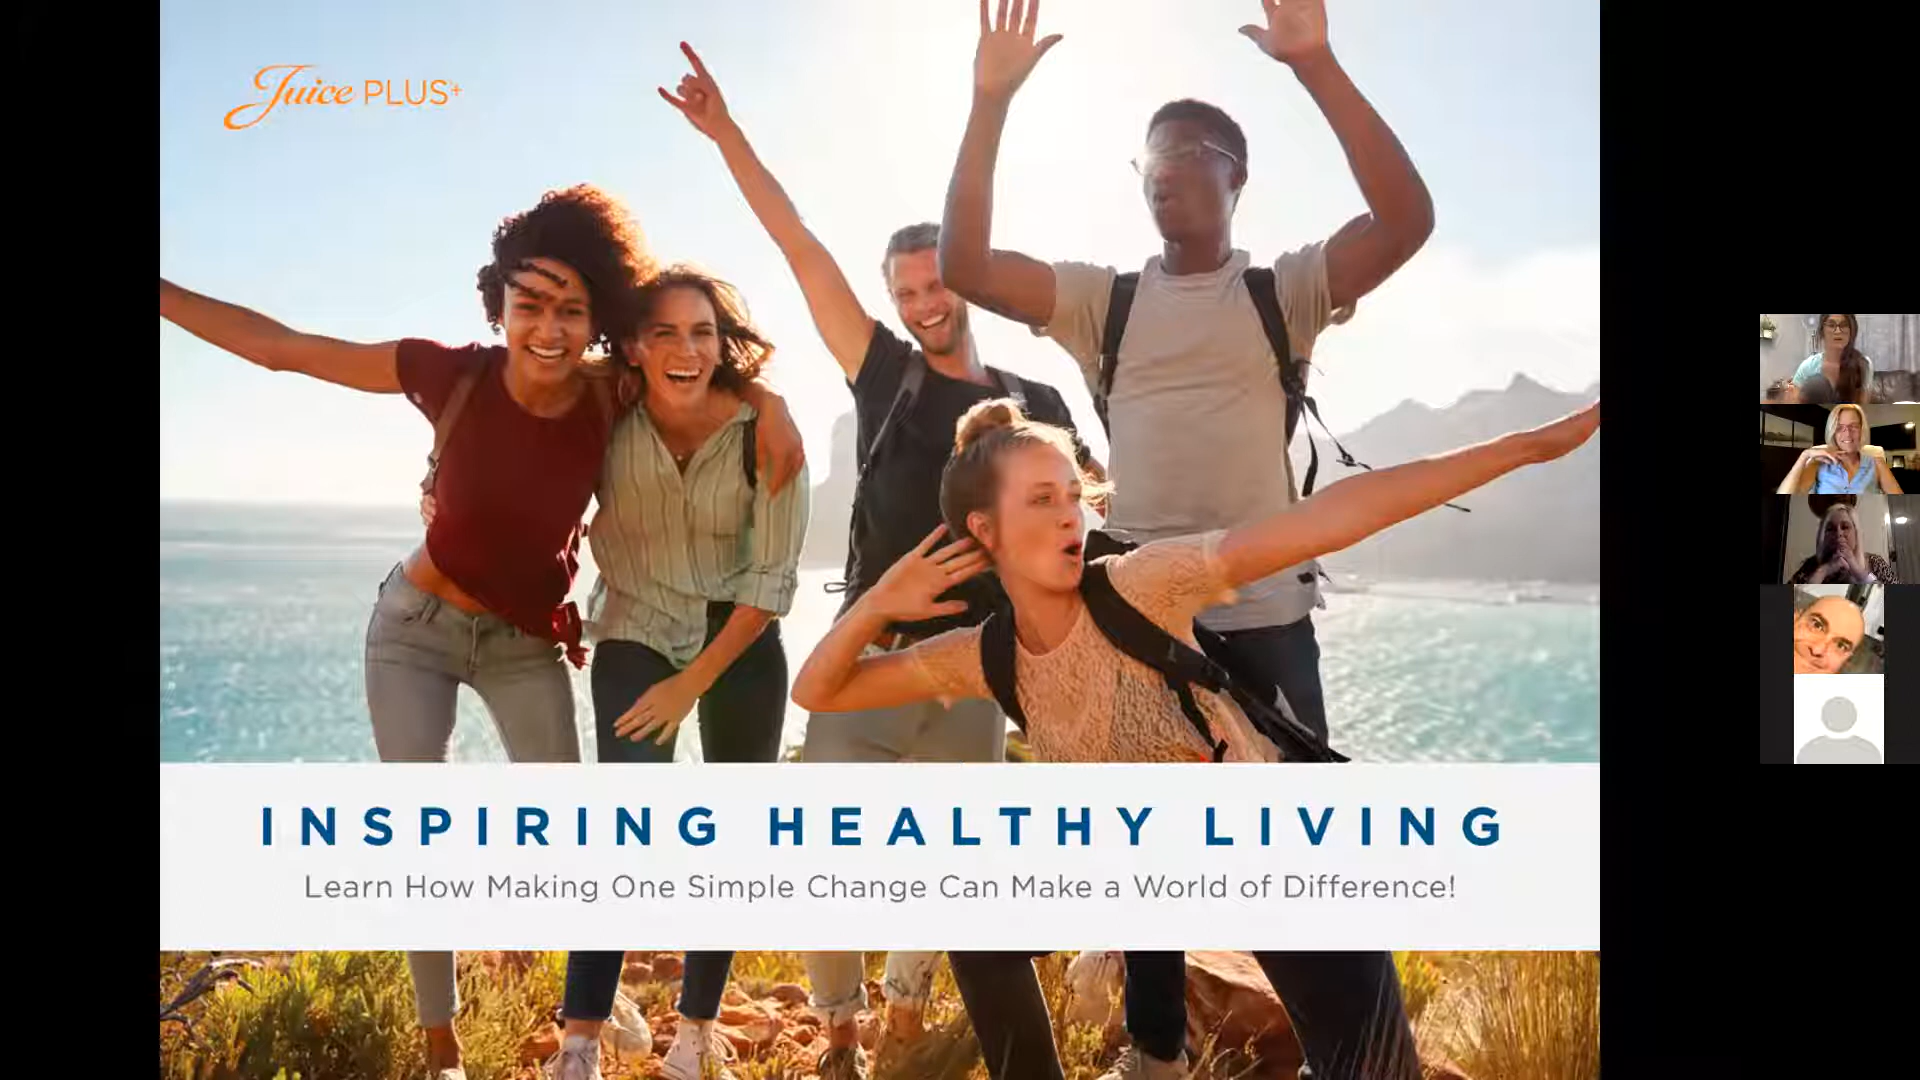 Juice PLUS+
INSPIRING HEALTHY LIVING
Learn How Making One Simple Change Can Make a World of Difference!